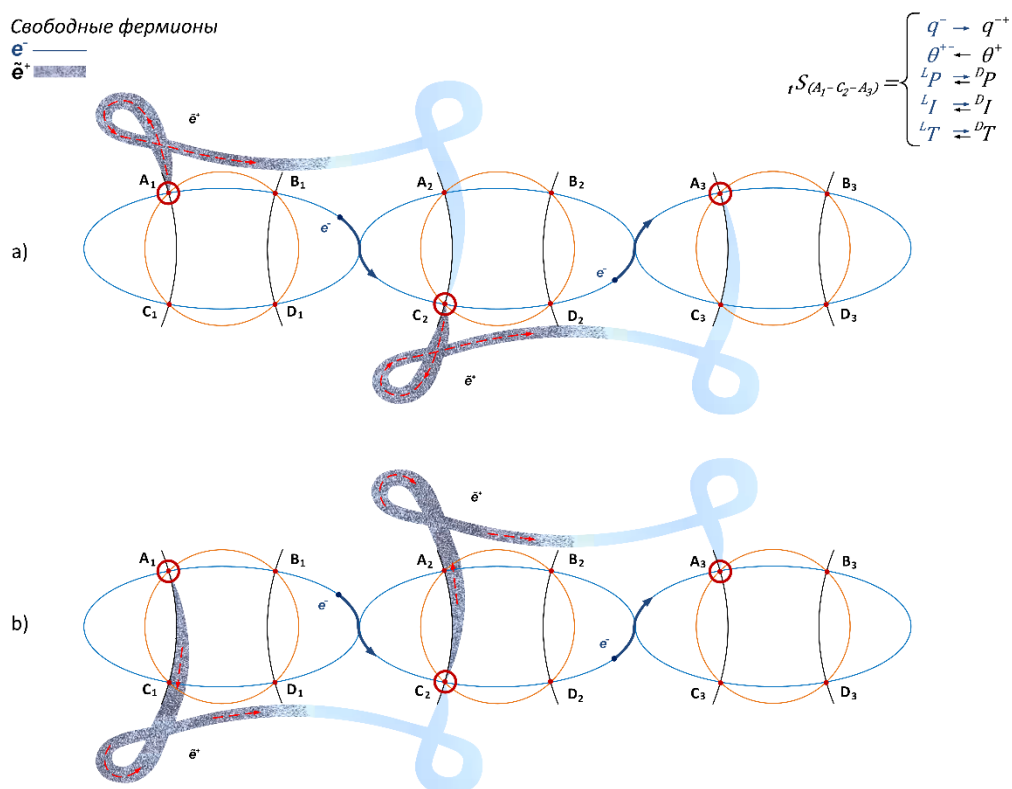 Свободные фермионы
e⁻
ẽ⁺
ₜS₍A₁−C₂−A₃₎ =
q⁻ → q⁻⁺
θ⁺⁻ ← θ⁺
ᴸP ⇄ ᴰP
ᴸI ⇄ ᴰI
ᴸT ⇄ ᴰT
ẽ⁺
A₁ B₁ A₂ B₂ A₃ B₃
e⁻
a)
e⁻
C₁ D₁ C₂ D₂ C₃ D₃
ẽ⁺
ẽ⁺
A₁ B₁ A₂ B₂ A₃ B₃
e⁻
b)
e⁻
C₁ D₁ C₂ D₂ C₃ D₃
ẽ⁺